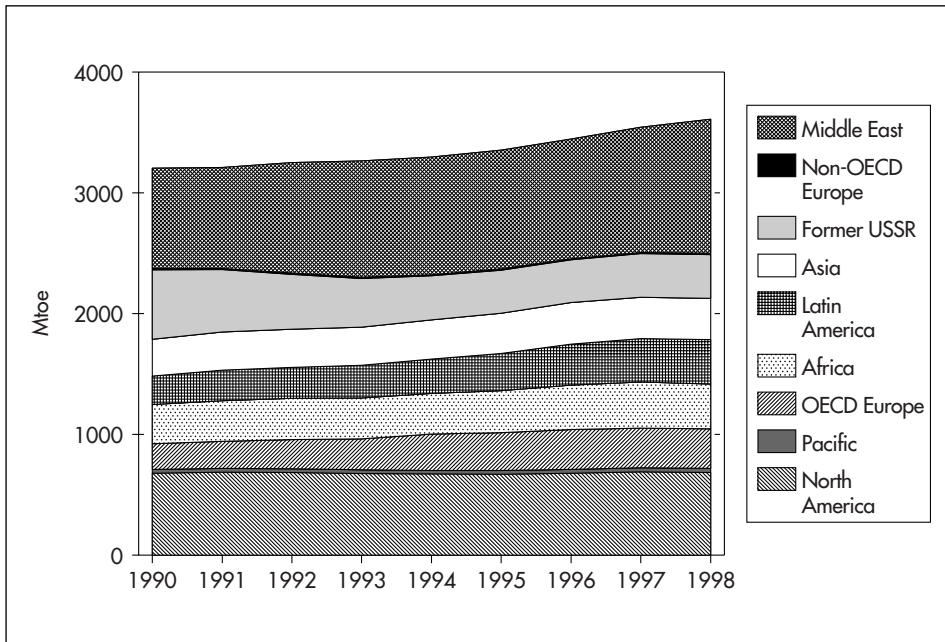 4000
3000
2000
1000
0
Mtoe
1990 1991 1992 1993 1994 1995 1996 1997 1998
Middle East
Non-OECD
Europe
Former USSR
Asia
Latin
America
Africa
OECD Europe
Pacific
North
America